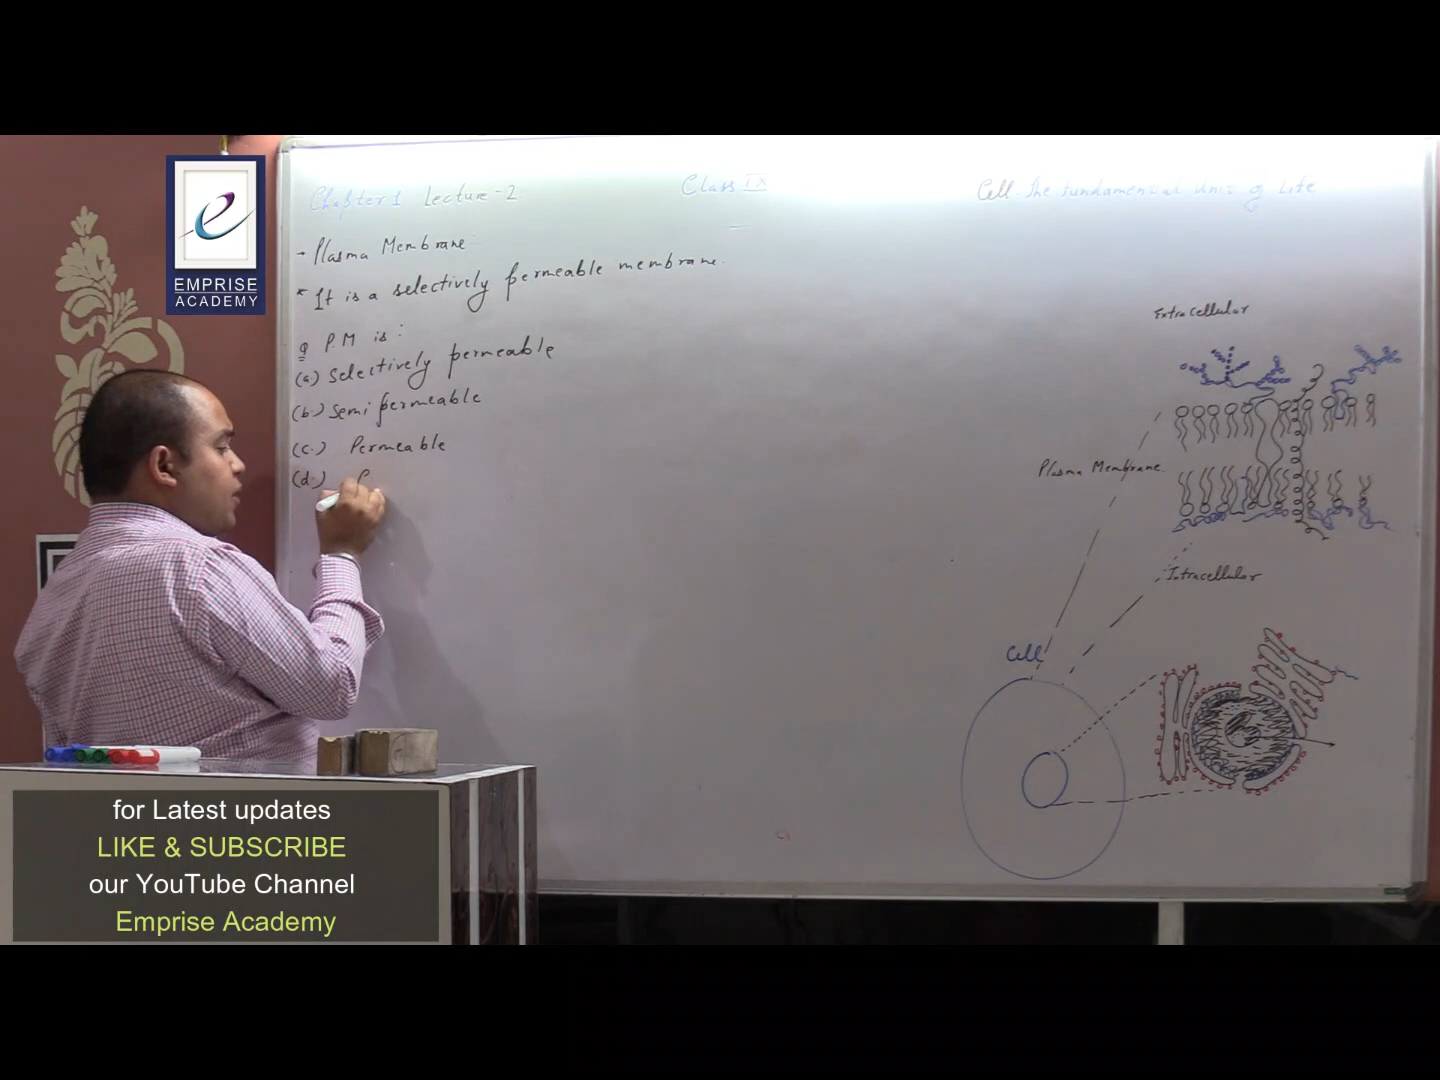 EMPRISE
ACADEMY
Chapter 1 Lecture - 2
Class IX
Cell - The Fundamental Unit of Life
→ Plasma Membrane
* It is a selectively permeable membrane.
Q P.M is :
(a) Selectively permeable
(b.) Semi permeable
(c.) Permeable
(d.) P
Extracellular
Plasma Membrane
Intracellular
Cell
for Latest updates
LIKE & SUBSCRIBE
our YouTube Channel
Emprise Academy